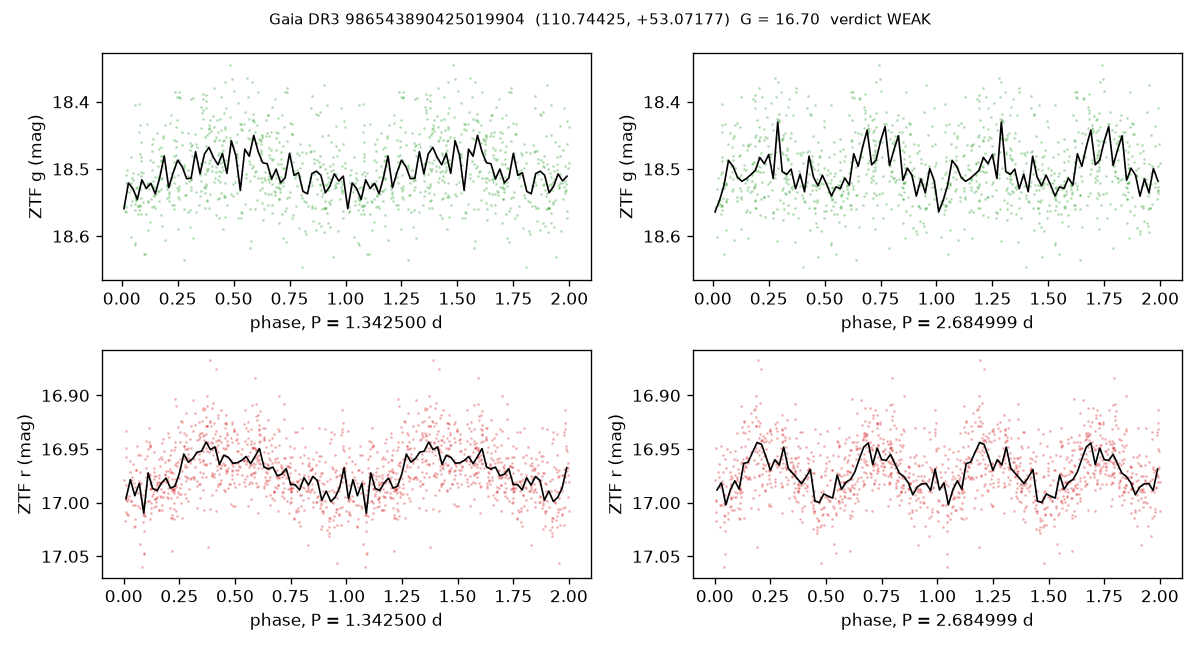 Gaia DR3 986543890425019904 (110.74425, +53.07177) G = 16.70 verdict WEAK
ZTF g (mag)
18.4
18.5
18.6
0.00 0.25 0.50 0.75 1.00 1.25 1.50 1.75 2.00
phase, P = 1.342500 d
ZTF g (mag)
18.4
18.5
18.6
0.00 0.25 0.50 0.75 1.00 1.25 1.50 1.75 2.00
phase, P = 2.684999 d
ZTF r (mag)
16.90
16.95
17.00
17.05
0.00 0.25 0.50 0.75 1.00 1.25 1.50 1.75 2.00
phase, P = 1.342500 d
ZTF r (mag)
16.90
16.95
17.00
17.05
0.00 0.25 0.50 0.75 1.00 1.25 1.50 1.75 2.00
phase, P = 2.684999 d